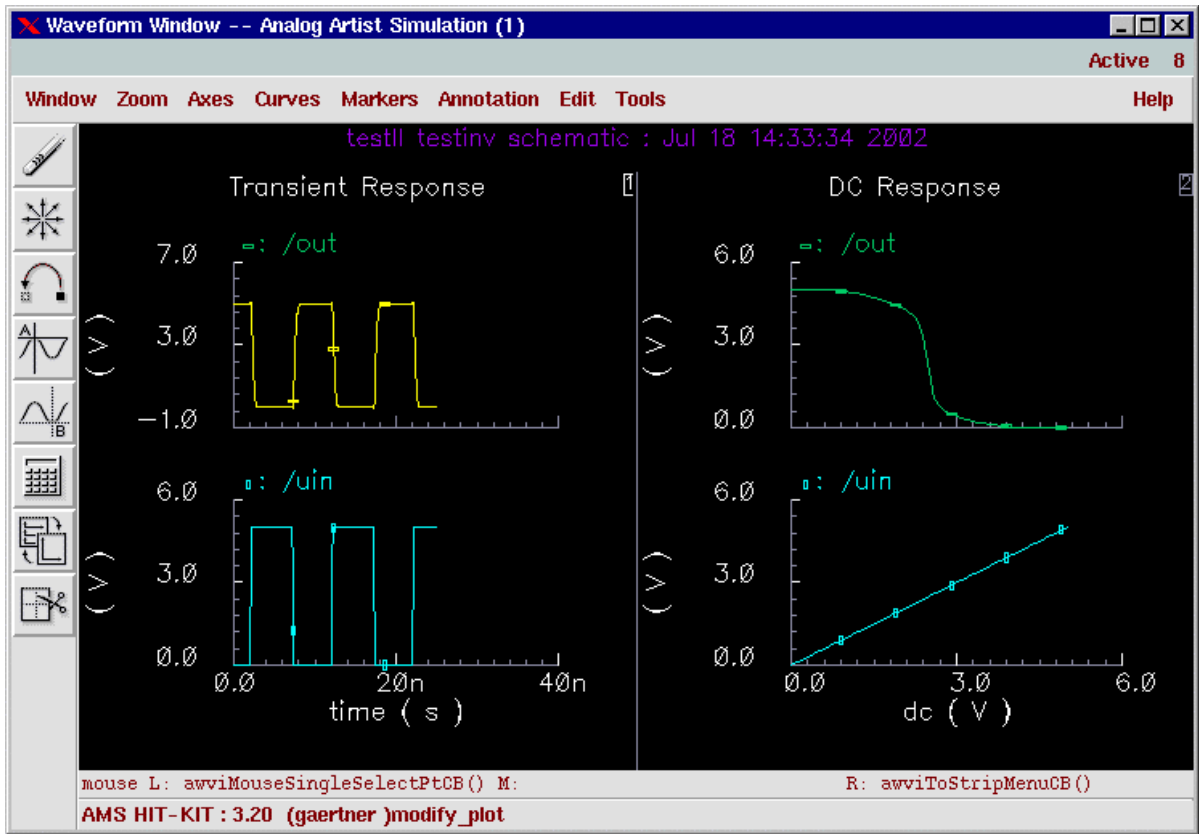 Waveform Window -- Analog Artist Simulation (1)
Active 8
Window Zoom Axes Curves Markers Annotation Edit Tools Help
testII testinv schematic : Jul 18 14:33:34 2002
Transient Response
1
: /out
7.0
3.0
-1.0
(V)
: /uin
6.0
3.0
0.0
(V)
0.0 20n 40n
time ( s )
DC Response
2
: /out
6.0
3.0
0.0
(V)
: /uin
6.0
3.0
0.0
(V)
0.0 3.0 6.0
dc ( V )
A
B
mouse L: awviMouseSingleSelectPtCB() M: R: awviToStripMenuCB()
AMS HIT-KIT : 3.20 (gaertner )modify_plot